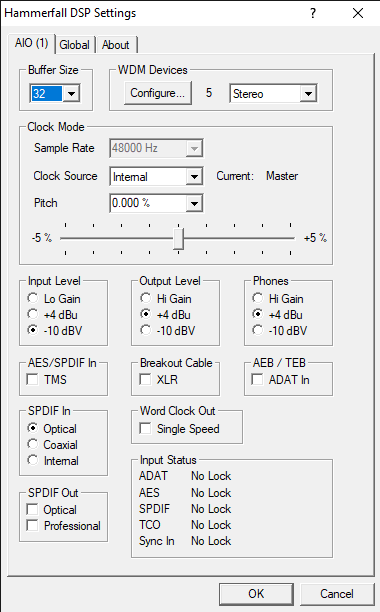 Hammerfall DSP Settings
AIO (1) Global About
Buffer Size
32
WDM Devices
Configure... 5 Stereo
Clock Mode
Sample Rate 48000 Hz
Clock Source Internal Current: Master
Pitch 0.000 %
-5 % +5 %
Input Level
Lo Gain
+4 dBu
-10 dBV
Output Level
Hi Gain
+4 dBu
-10 dBV
Phones
Hi Gain
+4 dBu
-10 dBV
AES/SPDIF In
TMS
Breakout Cable
XLR
AEB / TEB
ADAT In
SPDIF In
Optical
Coaxial
Internal
Word Clock Out
Single Speed
SPDIF Out
Optical
Professional
Input Status
ADAT No Lock
AES No Lock
SPDIF No Lock
TCO No Lock
Sync In No Lock
OK Cancel